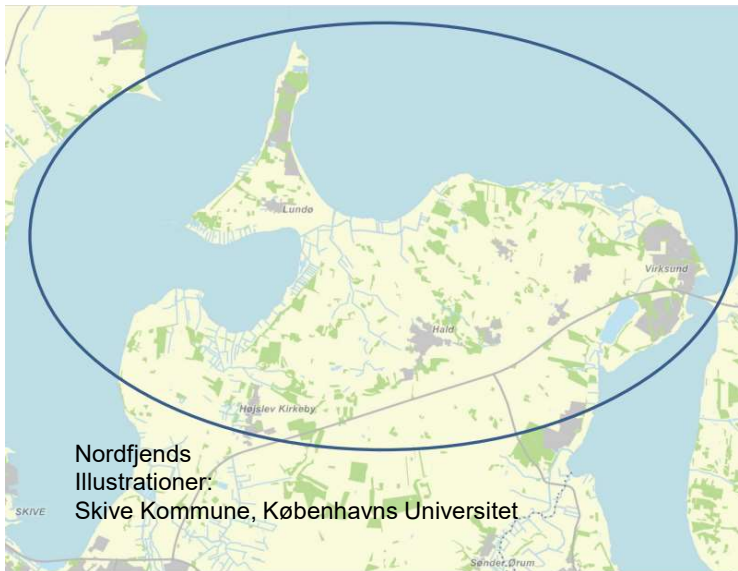 Lundø
Virksund
Hald
Højslev Kirkeby
Nordfjends
Illustrationer:
Skive Kommune, Københavns Universitet
SKIVE
Sønder Ørum